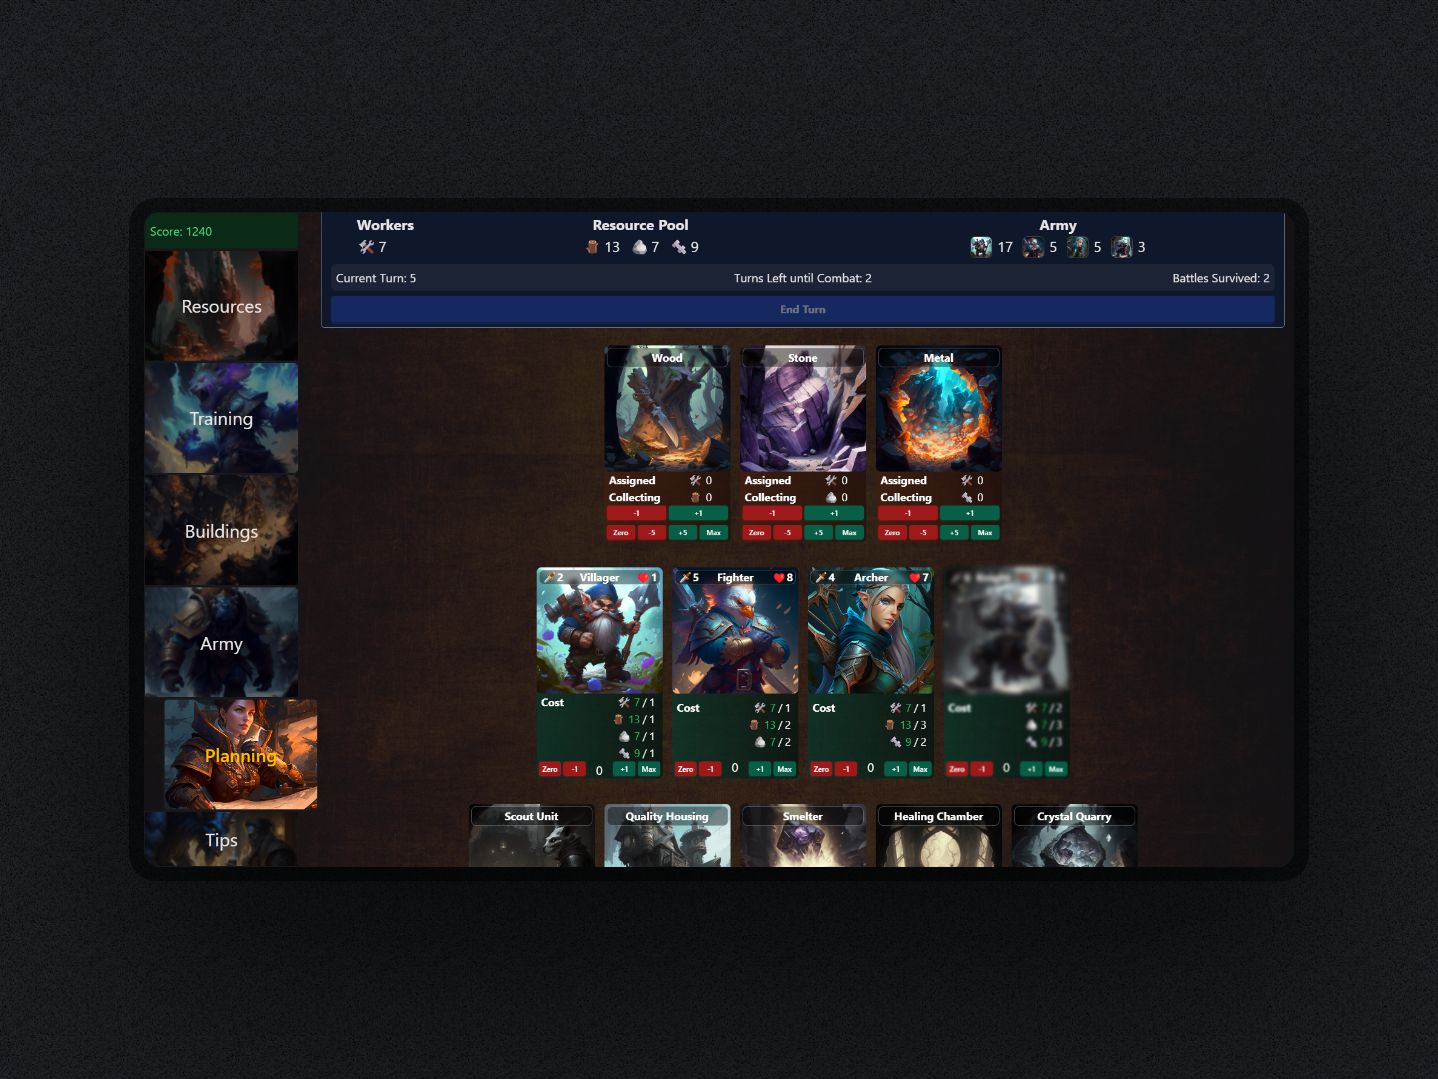 Score: 1240
Resources
Training
Buildings
Army
Planning
Tips
Workers
7
Resource Pool
13 7 9
Army
17 5 5 3
Current Turn: 5 Turns Left until Combat: 2 Battles Survived: 2
End Turn
Wood Stone Metal
Assigned 0 Assigned 0 Assigned 0
Collecting 0 Collecting 0 Collecting 0
-1 +1 -1 +1 -1 +1
Zero -5 +5 Max Zero -5 +5 Max Zero -5 +5 Max
2 Villager 1
Cost 7 / 1
13 / 1
7 / 1
9 / 1
Zero -1 0 +1 Max
5 Fighter 8
Cost 7 / 1
13 / 2
7 / 2
Zero -1 0 +1 Max
4 Archer 7
Cost 7 / 1
13 / 3
9 / 2
Zero -1 0 +1 Max
Cost 7 / 2
7 / 3
9 / 3
Zero -1 0 +1 Max
Scout Unit Quality Housing Smelter Healing Chamber Crystal Quarry